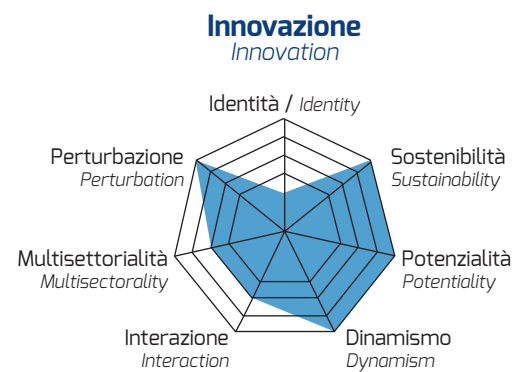 Innovazione
Innovation
Identità / Identity
Perturbazione
Perturbation
Sostenibilità
Sustainability
Multisettorialità
Multisectorality
Potenzialità
Potentiality
Interazione
Interaction
Dinamismo
Dynamism